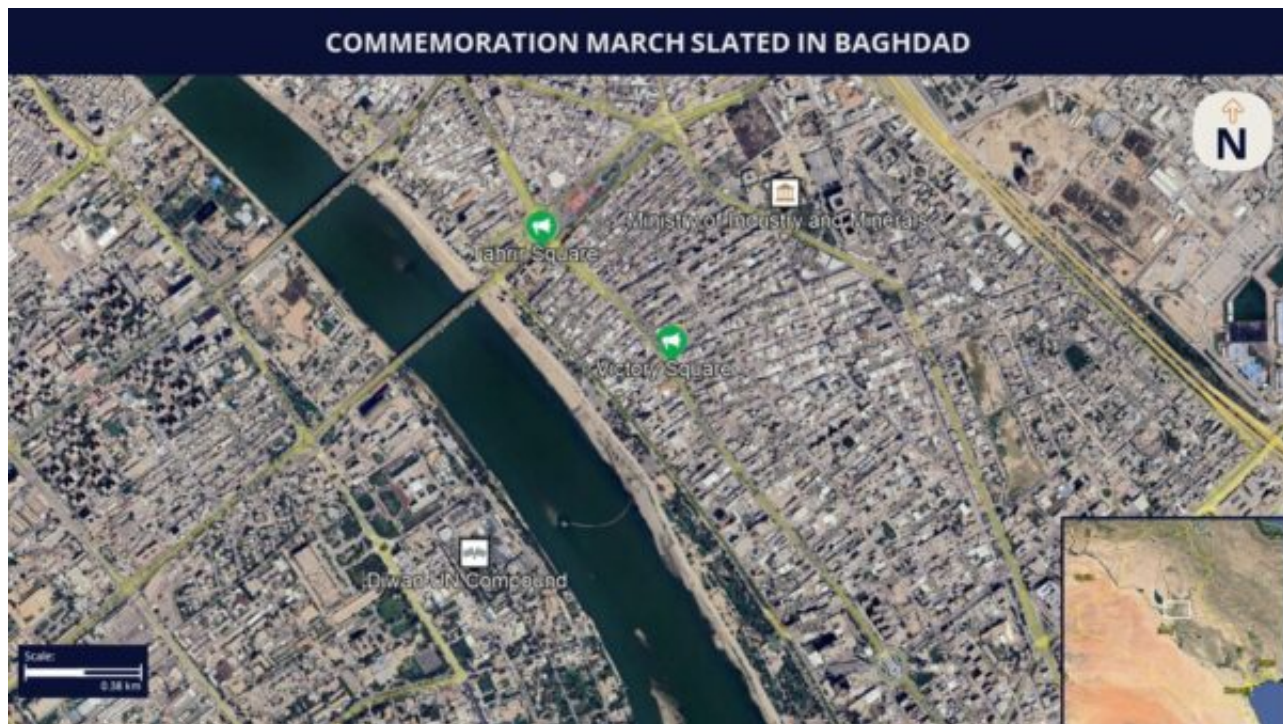 COMMEMORATION MARCH SLATED IN BAGHDAD
N
Ministry of Industry and Minerals
Tahrir Square
Victory Square
Diwan UN Compound
Scale:
0.38 km